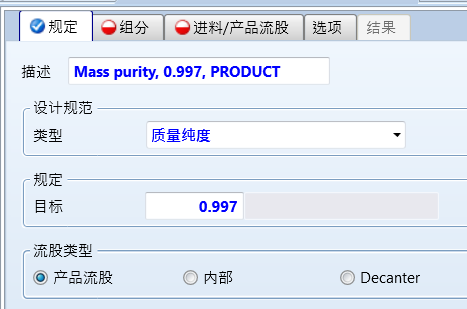 规定 组分 进料/产品流股 选项 结果
描述 Mass purity, 0.997, PRODUCT
设计规范
类型 质量纯度
规定
目标 0.997
流股类型
产品流股 内部 Decanter